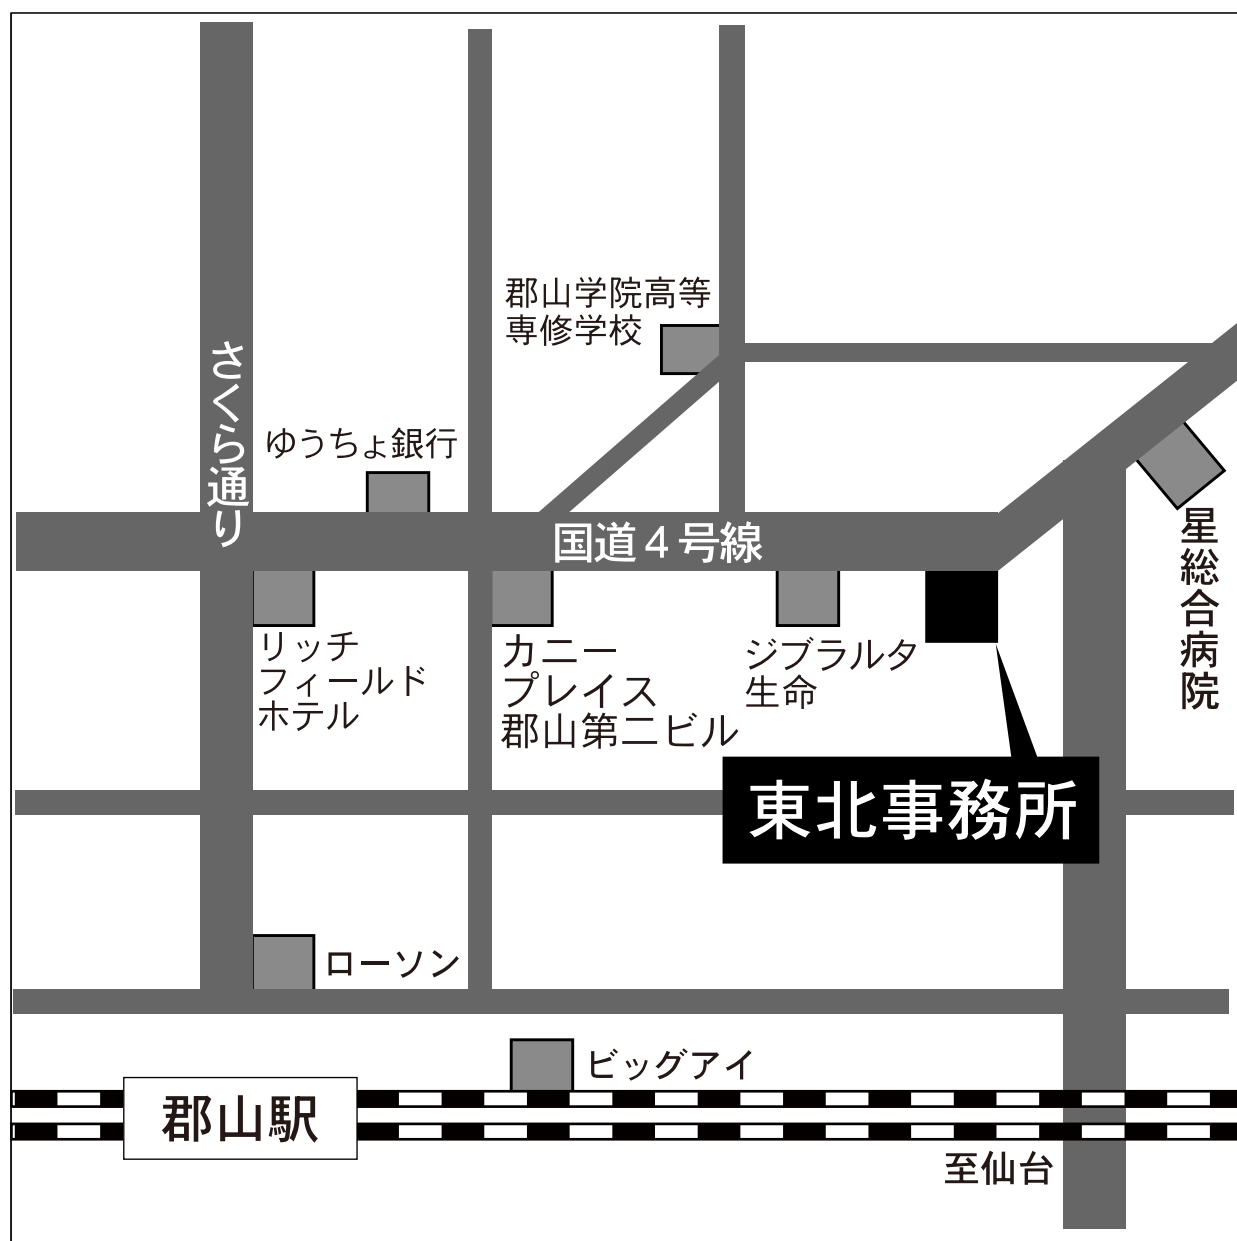 郡山学院高等
専修学校
さくら通り
ゆうちょ銀行
国道４号線
星総合病院
リッチ
フィールド
ホテル
カニー
プレイス
郡山第二ビル
ジブラルタ
生命
東北事務所
ローソン
ビッグアイ
郡山駅
至仙台